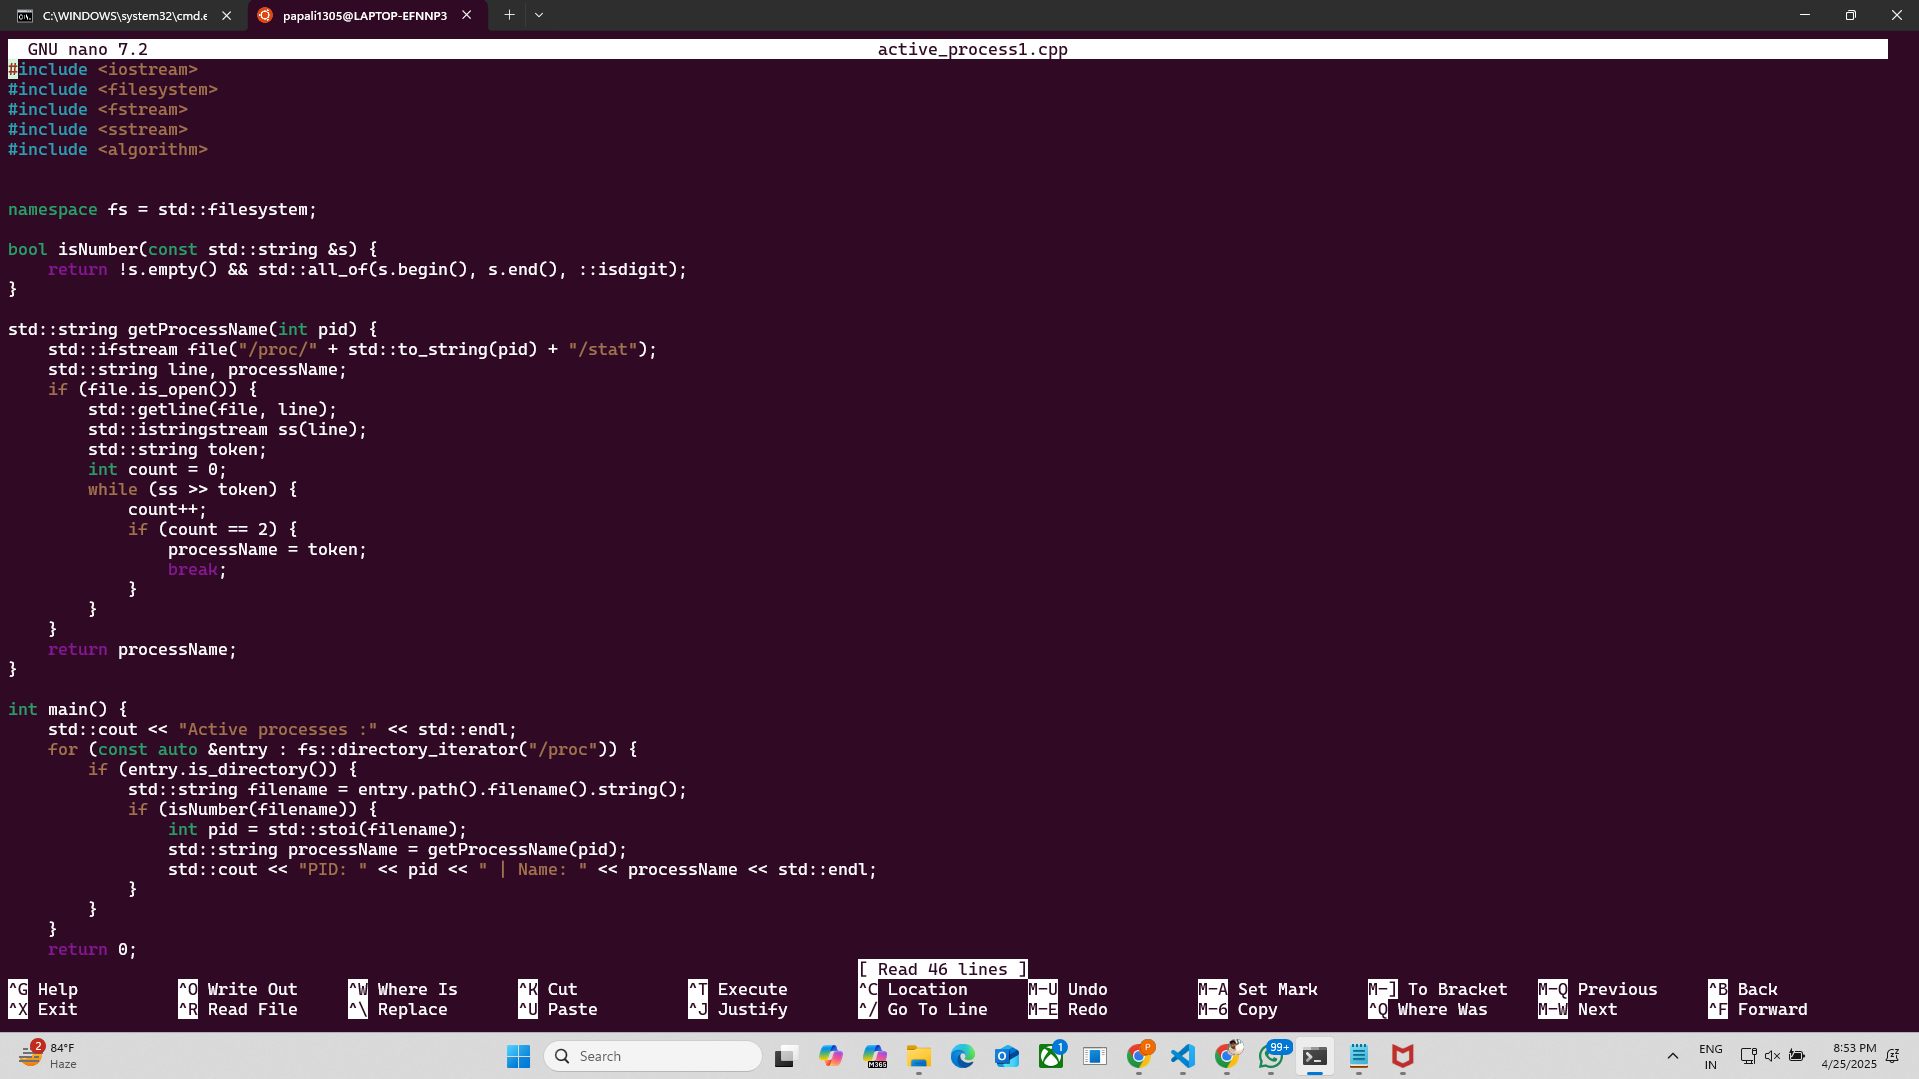 C:\WINDOWS\system32\cmd.e
papali1305@LAPTOP-EFNNP3
GNU nano 7.2 active_process1.cpp
#include <iostream>
#include <filesystem>
#include <fstream>
#include <sstream>
#include <algorithm>
namespace fs = std::filesystem;
bool isNumber(const std::string &s) {
    return !s.empty() && std::all_of(s.begin(), s.end(), ::isdigit);
}
std::string getProcessName(int pid) {
    std::ifstream file("/proc/" + std::to_string(pid) + "/stat");
    std::string line, processName;
    if (file.is_open()) {
        std::getline(file, line);
        std::istringstream ss(line);
        std::string token;
        int count = 0;
        while (ss >> token) {
            count++;
            if (count == 2) {
                processName = token;
                break;
            }
        }
    }
    return processName;
}
int main() {
    std::cout << "Active processes :" << std::endl;
    for (const auto &entry : fs::directory_iterator("/proc")) {
        if (entry.is_directory()) {
            std::string filename = entry.path().filename().string();
            if (isNumber(filename)) {
                int pid = std::stoi(filename);
                std::string processName = getProcessName(pid);
                std::cout << "PID: " << pid << " | Name: " << processName << std::endl;
            }
        }
    }
    return 0;
[ Read 46 lines ]
^G Help ^O Write Out ^W Where Is ^K Cut ^T Execute ^C Location M-U Undo M-A Set Mark M-] To Bracket M-Q Previous ^B Back
^X Exit ^R Read File ^\ Replace ^U Paste ^J Justify ^/ Go To Line M-E Redo M-6 Copy ^Q Where Was M-W Next ^F Forward
2 84°F
Haze
Search
M365
1
P
99+
ENG
IN
8:53 PM
4/25/2025